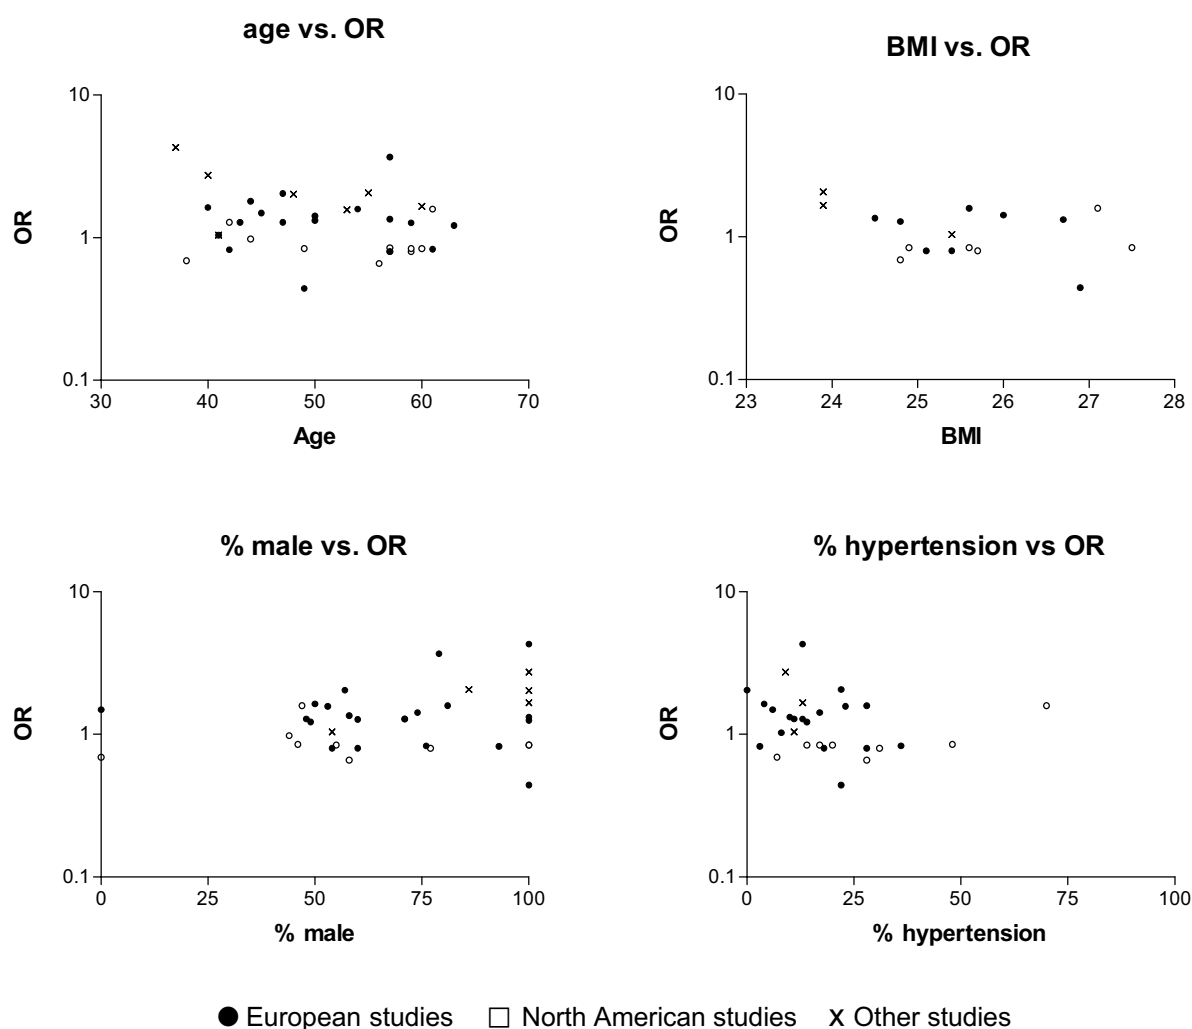 age vs. OR
BMI vs. OR
10
1
0.1
OR
30 40 50 60 70
Age
10
1
0.1
OR
23 24 25 26 27 28
BMI
% male vs. OR
% hypertension vs OR
10
1
0.1
OR
0 25 50 75 100
% male
10
1
0.1
OR
0 25 50 75 100
% hypertension
European studies North American studies x Other studies